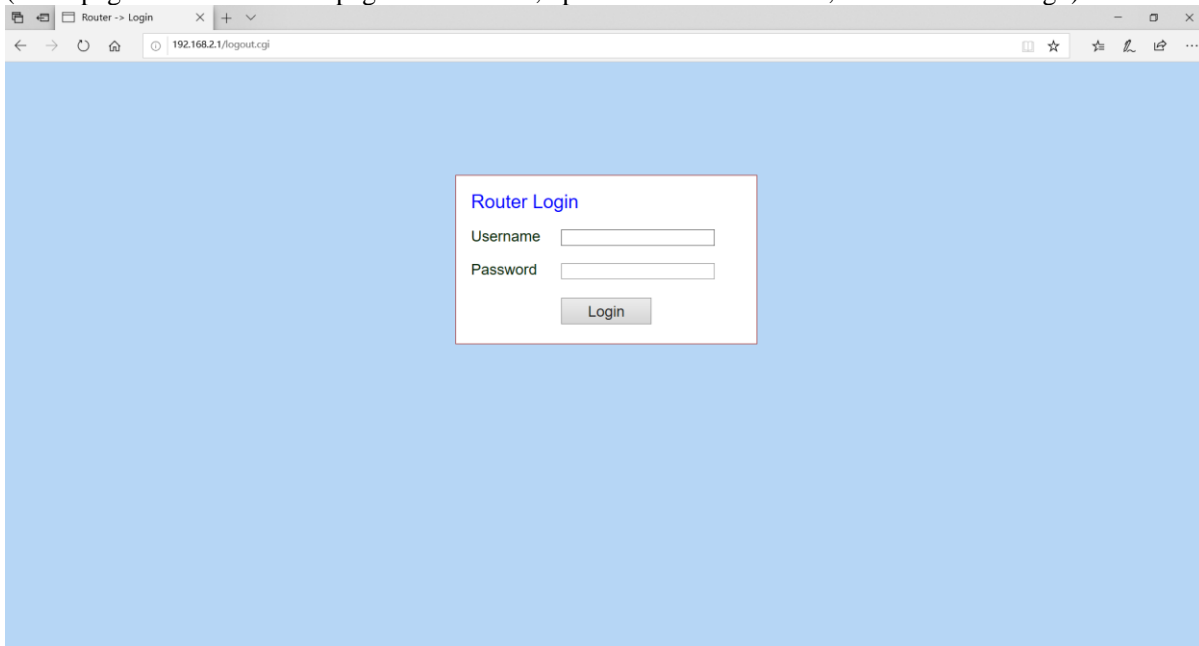 Router -> Login
192.168.2.1/logout.cgi
Router Login
Username
Password
Login